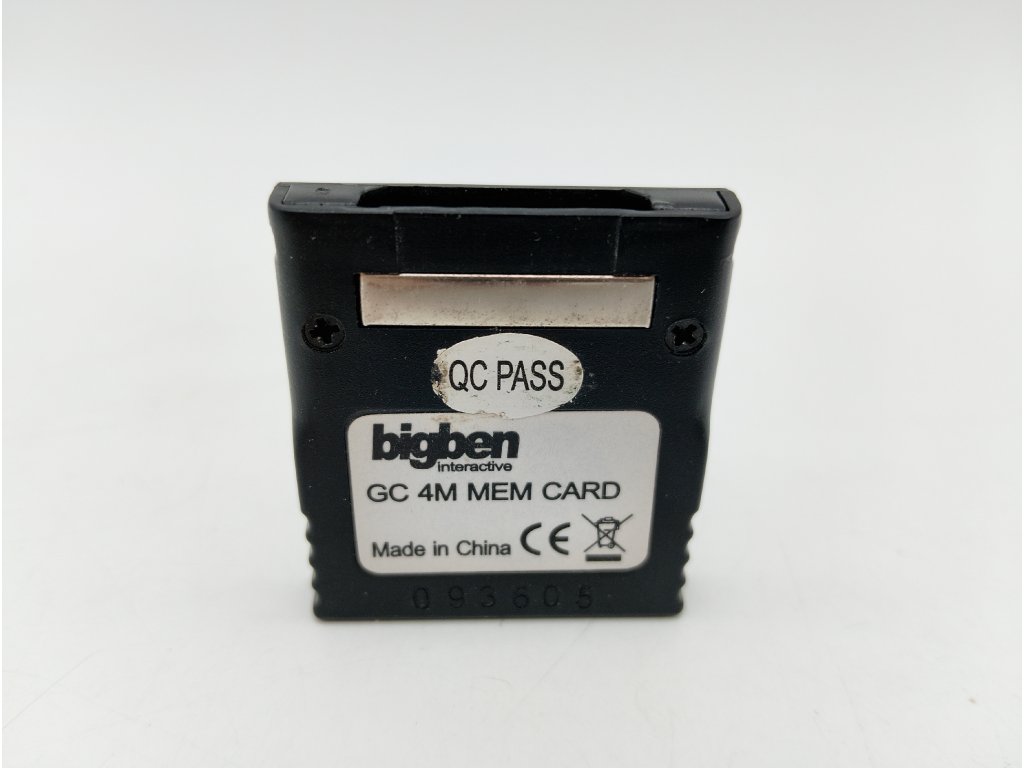 QC PASS
bigben
interactive
GC 4M MEM CARD
Made in China CE
093605